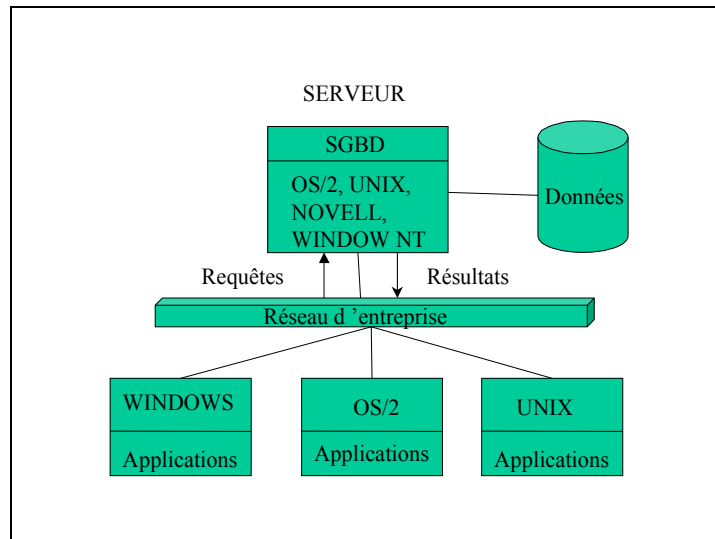 SERVEUR
SGBD
OS/2, UNIX,
NOVELL,
WINDOW NT
Données
Requêtes
Résultats
Réseau d ’entreprise
WINDOWS
Applications
OS/2
Applications
UNIX
Applications